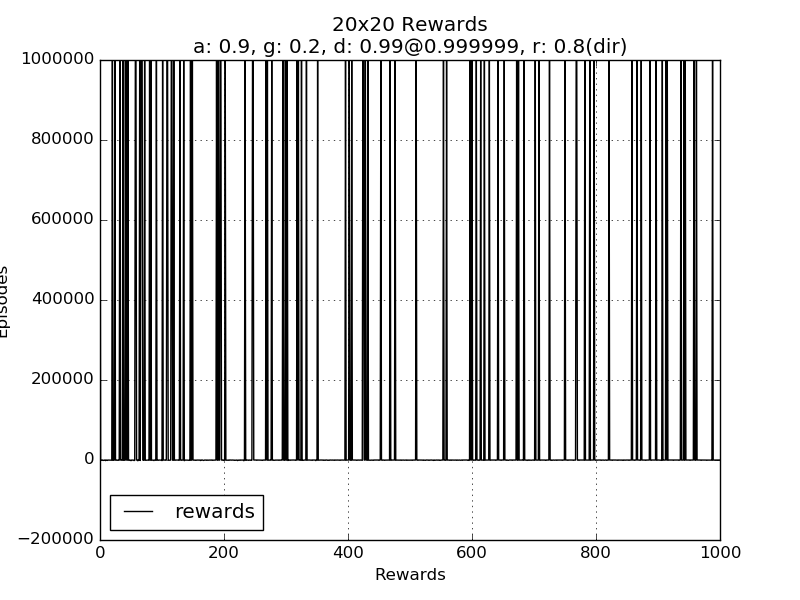 20x20 Rewards
a: 0.9, g: 0.2, d: 0.99@0.999999, r: 0.8(dir)
1000000
800000
600000
400000
200000
0
−200000
Episodes
rewards
0 200 400 600 800 1000
Rewards